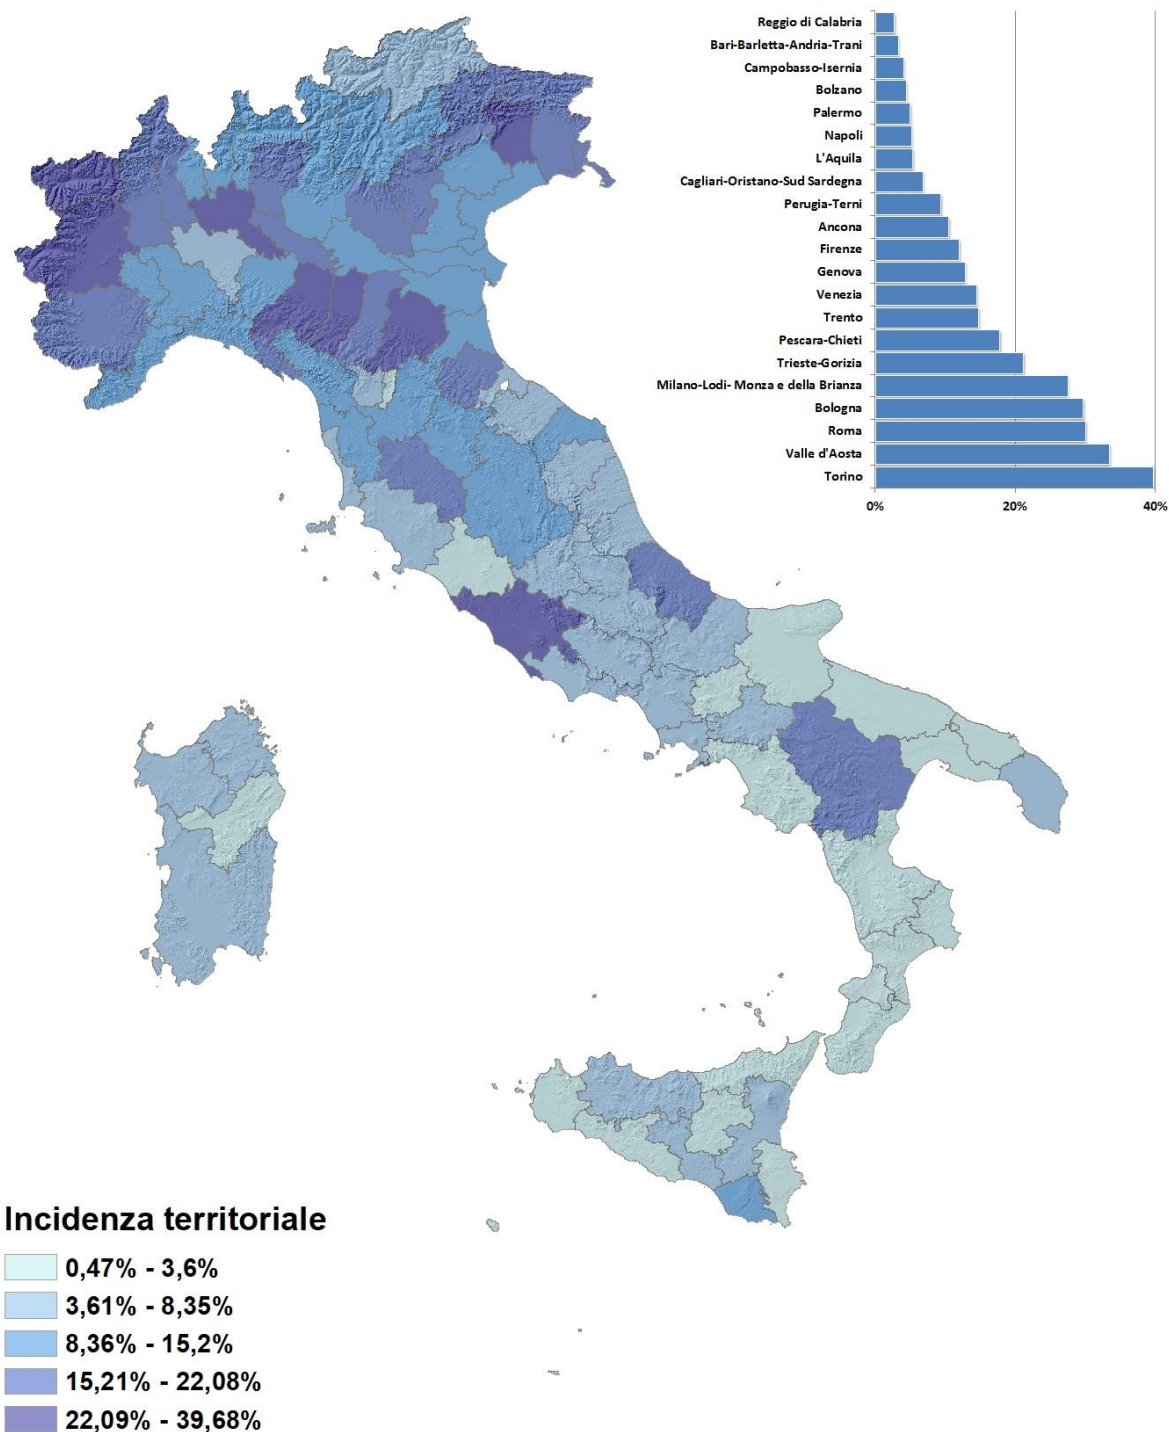 Reggio di Calabria
Bari-Barletta-Andria-Trani
Campobasso-Isernia
Bolzano
Palermo
Napoli
L'Aquila
Cagliari-Oristano-Sud Sardegna
Perugia-Terni
Ancona
Firenze
Genova
Venezia
Trento
Pescara-Chieti
Trieste-Gorizia
Milano-Lodi- Monza e della Brianza
Bologna
Roma
Valle d'Aosta
Torino
0% 20% 40%
Incidenza territoriale
0,47% - 3,6%
3,61% - 8,35%
8,36% - 15,2%
15,21% - 22,08%
22,09% - 39,68%